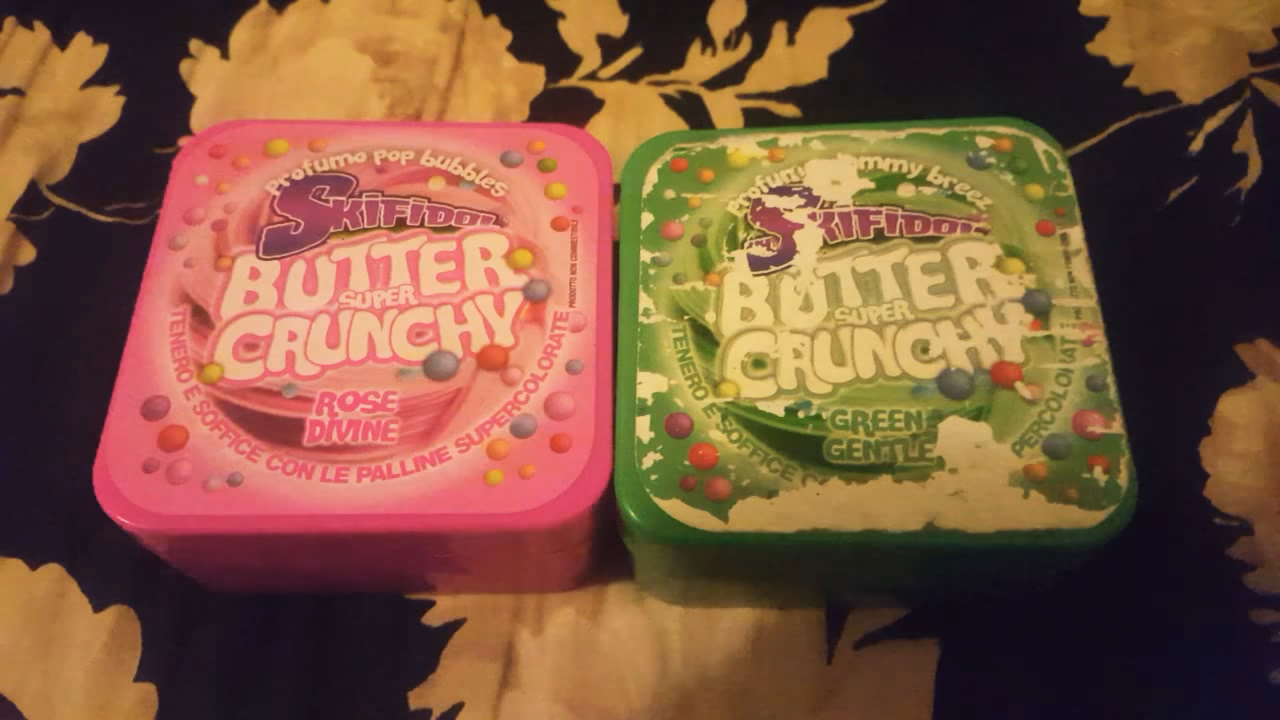 profumo pop bubbles
SKIFIDOL
BUTTER
SUPER
CRUNCHY
ROSE
DIVINE
TENERO E SOFFICE CON LE PALLINE SUPERCOLORATE
PRODOTTO NON COMMESTIBILE
SKIFIDOL
BUTTER
SUPER
CRUNCHY
GREEN
GENTLE
TENERO E SOFFICE